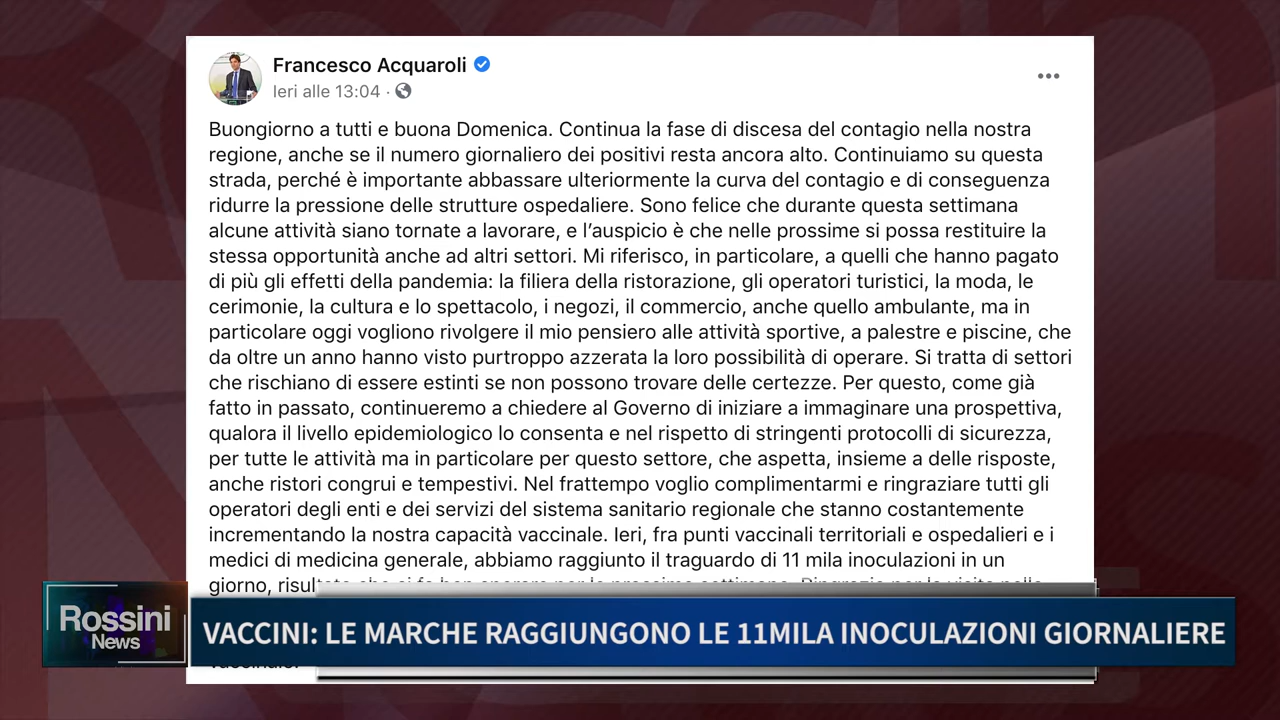 Francesco Acquaroli
Ieri alle 13:04 ·
Buongiorno a tutti e buona Domenica. Continua la fase di discesa del contagio nella nostra
regione, anche se il numero giornaliero dei positivi resta ancora alto. Continuiamo su questa
strada, perché è importante abbassare ulteriormente la curva del contagio e di conseguenza
ridurre la pressione delle strutture ospedaliere. Sono felice che durante questa settimana
alcune attività siano tornate a lavorare, e l’auspicio è che nelle prossime si possa restituire la
stessa opportunità anche ad altri settori. Mi riferisco, in particolare, a quelli che hanno pagato
di più gli effetti della pandemia: la filiera della ristorazione, gli operatori turistici, la moda, le
cerimonie, la cultura e lo spettacolo, i negozi, il commercio, anche quello ambulante, ma in
particolare oggi vogliono rivolgere il mio pensiero alle attività sportive, a palestre e piscine, che
da oltre un anno hanno visto purtroppo azzerata la loro possibilità di operare. Si tratta di settori
che rischiano di essere estinti se non possono trovare delle certezze. Per questo, come già
fatto in passato, continueremo a chiedere al Governo di iniziare a immaginare una prospettiva,
qualora il livello epidemiologico lo consenta e nel rispetto di stringenti protocolli di sicurezza,
per tutte le attività ma in particolare per questo settore, che aspetta, insieme a delle risposte,
anche ristori congrui e tempestivi. Nel frattempo voglio complimentarmi e ringraziare tutti gli
operatori degli enti e dei servizi del sistema sanitario regionale che stanno costantemente
incrementando la nostra capacità vaccinale. Ieri, fra punti vaccinali territoriali e ospedalieri e i
medici di medicina generale, abbiamo raggiunto il traguardo di 11 mila inoculazioni in un
giorno,
Rossini
News
VACCINI: LE MARCHE RAGGIUNGONO LE 11MILA INOCULAZIONI GIORNALIERE